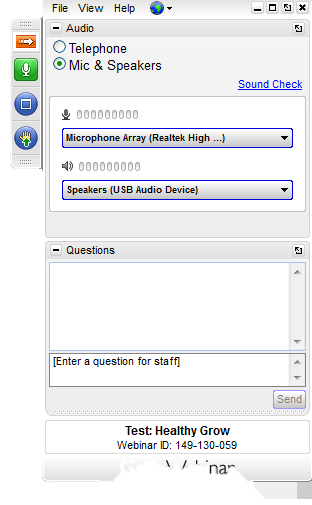 File View Help
Audio
Telephone
Mic & Speakers
Sound Check
Microphone Array (Realtek High ...)
Speakers (USB Audio Device)
Questions
[Enter a question for staff]
Send
Test: Healthy Grow
Webinar ID: 149-130-059